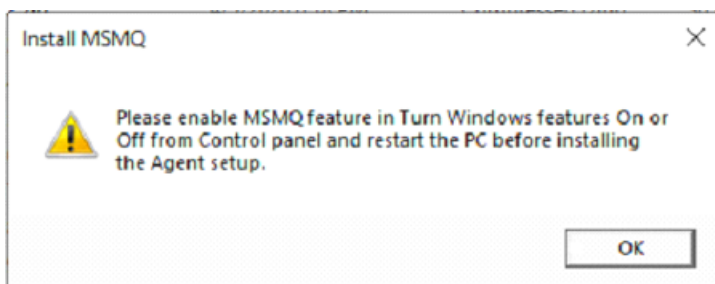 Install MSMQ
Please enable MSMQ feature in Turn Windows features On or
Off from Control panel and restart the PC before installing
the Agent setup.
OK